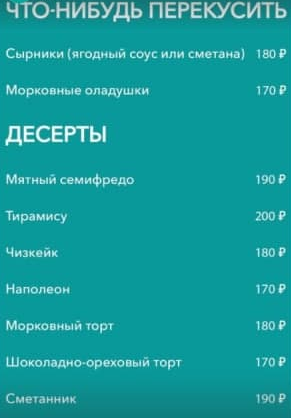 ЧТО-НИБУДЬ ПЕРЕКУСИТЬ
Сырники (ягодный соус или сметана) 180 ₽
Морковные оладушки 170 ₽
ДЕСЕРТЫ
Мятный семифредо 190 ₽
Тирамису 200 ₽
Чизкейк 180 ₽
Наполеон 170 ₽
Морковный торт 180 ₽
Шоколадно-ореховый торт 170 ₽
Сметанник 190 ₽